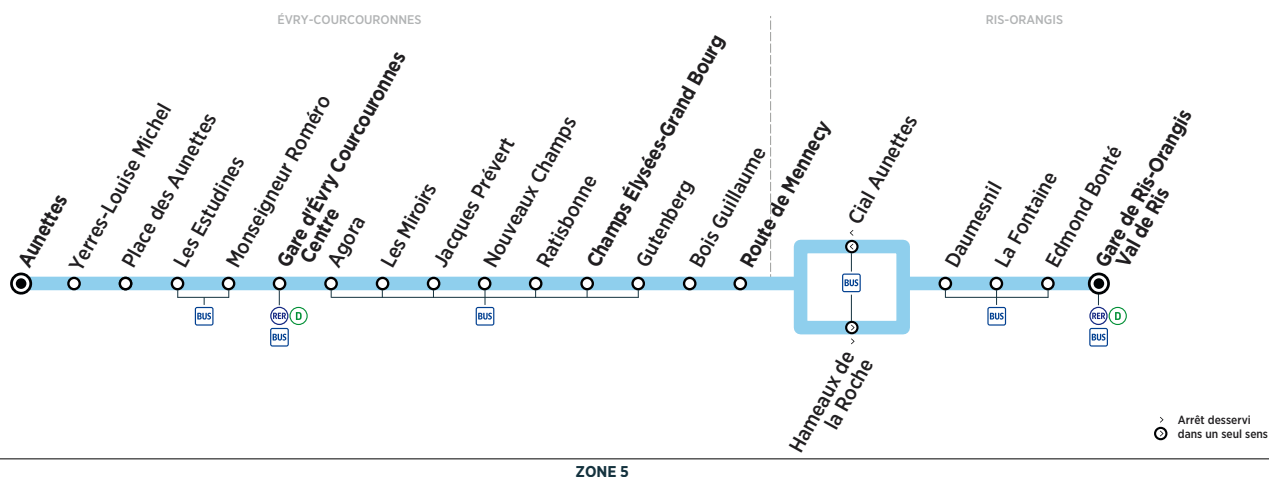 ÉVRY-COURCOURONNES
RIS-ORANGIS
Aunettes
Yerres-Louise Michel
Place des Aunettes
Les Estudines
Monseigneur Roméro
Gare d'Évry Courcouronnes
Centre
Agora
Les Miroirs
Jacques Prévert
Nouveaux Champs
Ratisbonne
Champs Élysées-Grand Bourg
Gutenberg
Bois Guillaume
Route de Mennecy
Cial Aunettes
Hameaux de
la Roche
Daumesnil
La Fontaine
Edmond Bonté
Gare de Ris-Orangis
Val de Ris
BUS
RER D
BUS
BUS
BUS
BUS
RER D
BUS
Arrêt desservi
dans un seul sens
ZONE 5